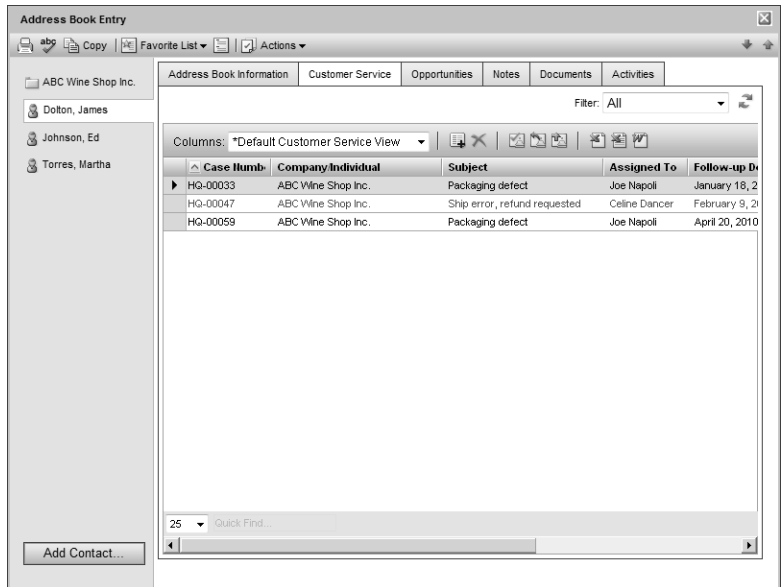 Address Book Entry
abc Copy Favorite List Actions
ABC Wine Shop Inc.
Dolton, James
Johnson, Ed
Torres, Martha
Add Contact...
Address Book Information Customer Service Opportunities Notes Documents Activities
Filter: All
Columns: *Default Customer Service View
Case Numb Company/Individual Subject Assigned To Follow-up D
HQ-00033 ABC Wine Shop Inc. Packaging defect Joe Napoli January 18, 2
HQ-00047 ABC Wine Shop Inc. Ship error, refund requested Celine Dancer February 9, 20
HQ-00059 ABC Wine Shop Inc. Packaging defect Joe Napoli April 20, 2010
25 Quick Find...